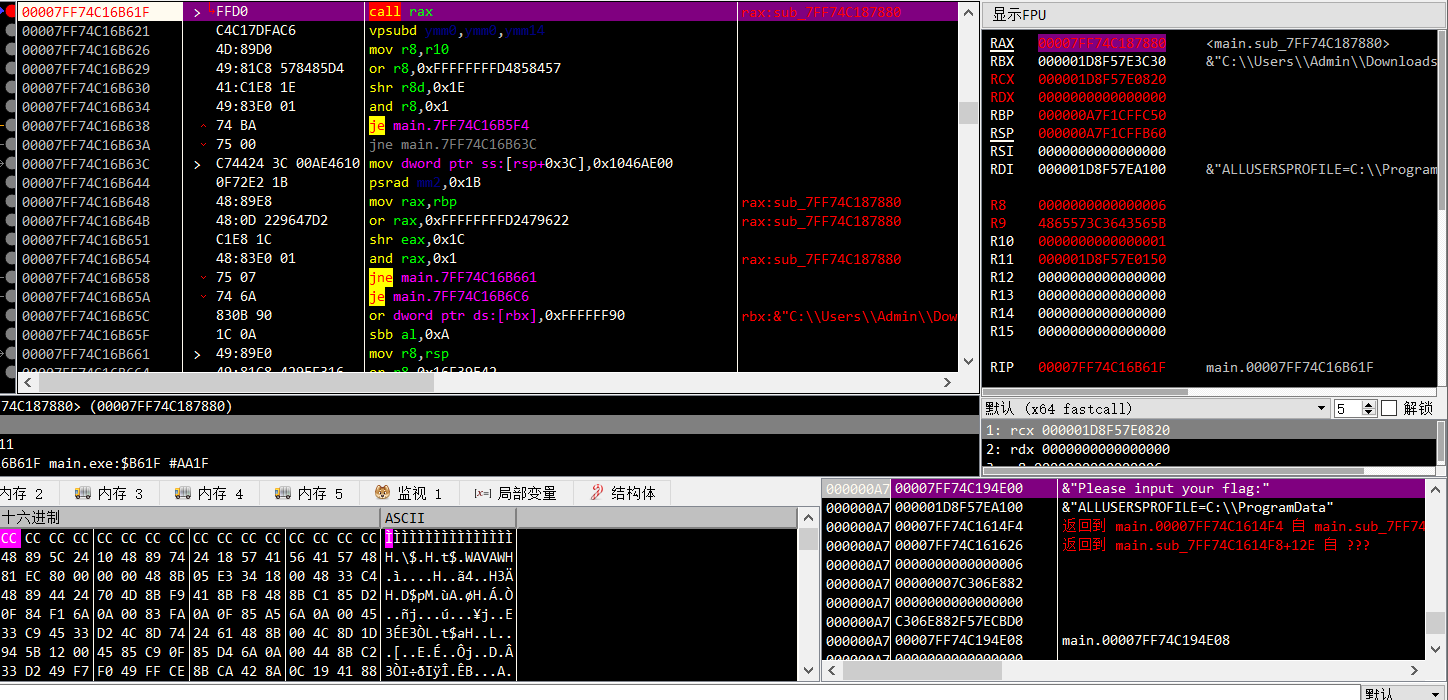 00007FF74C16B61F > FFD0 call rax rax:sub_7FF74C187880
00007FF74C16B621 C4C17DFAC6 vpsubd ymm0,ymm0,ymm14
00007FF74C16B626 4D:89D0 mov r8,r10
00007FF74C16B629 49:81C8 578485D4 or r8,0xFFFFFFFFD4858457
00007FF74C16B630 41:C1E8 1E shr r8d,0x1E
00007FF74C16B634 49:83E0 01 and r8,0x1
00007FF74C16B638 74 BA je main.7FF74C16B5F4
00007FF74C16B63A 75 00 jne main.7FF74C16B63C
00007FF74C16B63C > C74424 3C 00AE4610 mov dword ptr ss:[rsp+0x3C],0x1046AE00
00007FF74C16B644 0F72E2 1B psrad mm2,0x1B
00007FF74C16B648 48:89E8 mov rax,rbp rax:sub_7FF74C187880
00007FF74C16B64B 48:0D 229647D2 or rax,0xFFFFFFFFD2479622 rax:sub_7FF74C187880
00007FF74C16B651 C1E8 1C shr eax,0x1C
00007FF74C16B654 48:83E0 01 and rax,0x1 rax:sub_7FF74C187880
00007FF74C16B658 75 07 jne main.7FF74C16B661
00007FF74C16B65A 74 6A je main.7FF74C16B6C6
00007FF74C16B65C 830B 90 or dword ptr ds:[rbx],0xFFFFFF90 rbx:&"C:\\Users\\Admin\\Dow
00007FF74C16B65F 1C 0A sbb al,0xA
00007FF74C16B661 > 49:89E0 mov r8,rsp
74C187880> (00007FF74C187880)
11
6B61F main.exe:$B61F #AA1F
显示FPU
RAX 00007FF74C187880 <main.sub_7FF74C187880>
RBX 000001D8F57E3C30 &"C:\\Users\\Admin\\Downloads
RCX 000001D8F57E0820
RDX 0000000000000000
RBP 000000A7F1CFFC50
RSP 000000A7F1CFFB60
RSI 0000000000000000
RDI 000001D8F57EA100 &"ALLUSERSPROFILE=C:\\Program
R8 0000000000000006
R9 4865573C3643565B
R10 0000000000000001
R11 000001D8F57E0150
R12 0000000000000000
R13 0000000000000000
R14 0000000000000000
R15 0000000000000000
RIP 00007FF74C16B61F main.00007FF74C16B61F
默认 (x64 fastcall) 5 解锁
1: rcx 000001D8F57E0820
2: rdx 0000000000000000
内存 2 内存 3 内存 4 内存 5 监视 1 [x=] 局部变量 结构体
十六进制 ASCII
CC CC CC CC CC CC CC CC CC CC CC CC CC CC CC CC ÌÌÌÌÌÌÌÌÌÌÌÌÌÌÌÌ
48 89 5C 24 10 48 89 74 24 18 57 41 56 41 57 48 H.\$.H.t$.WAVAWH
81 EC 80 00 00 00 48 8B 05 E3 34 18 00 48 33 C4 .ì....H..ã4..H3Ä
48 89 44 24 70 4D 8B F9 41 8B F8 48 8B C1 85 D2 H.D$pM.ùA.øH.Á.Ò
0F 84 F1 6A 0A 00 83 FA 0A 0F 85 A5 6A 0A 00 45 ..ñj...ú...¥j..E
33 C9 45 33 D2 4C 8D 74 24 61 48 8B 00 4C 8D 1D 3ÉE3ÒL.t$aH..L..
94 5B 12 00 45 85 C9 0F 85 D4 6A 0A 00 44 8B C2 .[..E.É..Ôj..D.Â
33 D2 49 F7 F0 49 FF CE 8B CA 42 8A 0C 19 41 88 3ÒI÷ðIÿÎ.ÊB...A.
000000A7 00007FF74C194E00 &"Please input your flag:"
000000A7 000001D8F57EA100 &"ALLUSERSPROFILE=C:\\ProgramData"
000000A7 00007FF74C1614F4 返回到 main.00007FF74C1614F4 自 main.sub_7FF74
000000A7 00007FF74C161626 返回到 main.sub_7FF74C1614F8+12E 自 ???
000000A7 0000000000000006
000000A7 00000007C306E882
000000A7 0000000000000000
000000A7 C306E882F57ECBD0
000000A7 00007FF74C194E08 main.00007FF74C194E08
默认